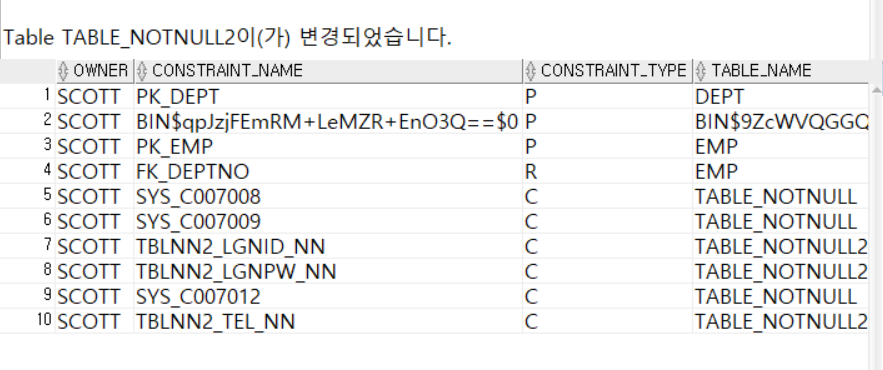 Table TABLE_NOTNULL2이(가) 변경되었습니다.
OWNER CONSTRAINT_NAME CONSTRAINT_TYPE TABLE_NAME
1 SCOTT PK_DEPT P DEPT
2 SCOTT BIN$qpJzjFEmRM+LeMZR+EnO3Q==$0 P BIN$9ZcWVQGGQ
3 SCOTT PK_EMP P EMP
4 SCOTT FK_DEPTNO R EMP
5 SCOTT SYS_C007008 C TABLE_NOTNULL
6 SCOTT SYS_C007009 C TABLE_NOTNULL
7 SCOTT TBLNN2_LGNID_NN C TABLE_NOTNULL2
8 SCOTT TBLNN2_LGNPW_NN C TABLE_NOTNULL2
9 SCOTT SYS_C007012 C TABLE_NOTNULL
10 SCOTT TBLNN2_TEL_NN C TABLE_NOTNULL2